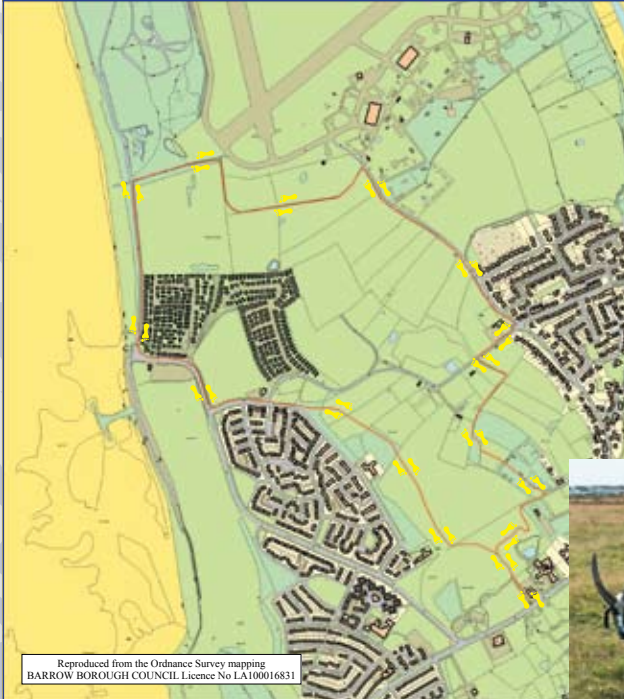 Reproduced from the Ordnance Survey mapping
BARROW BOROUGH COUNCIL Licence No LA100016831